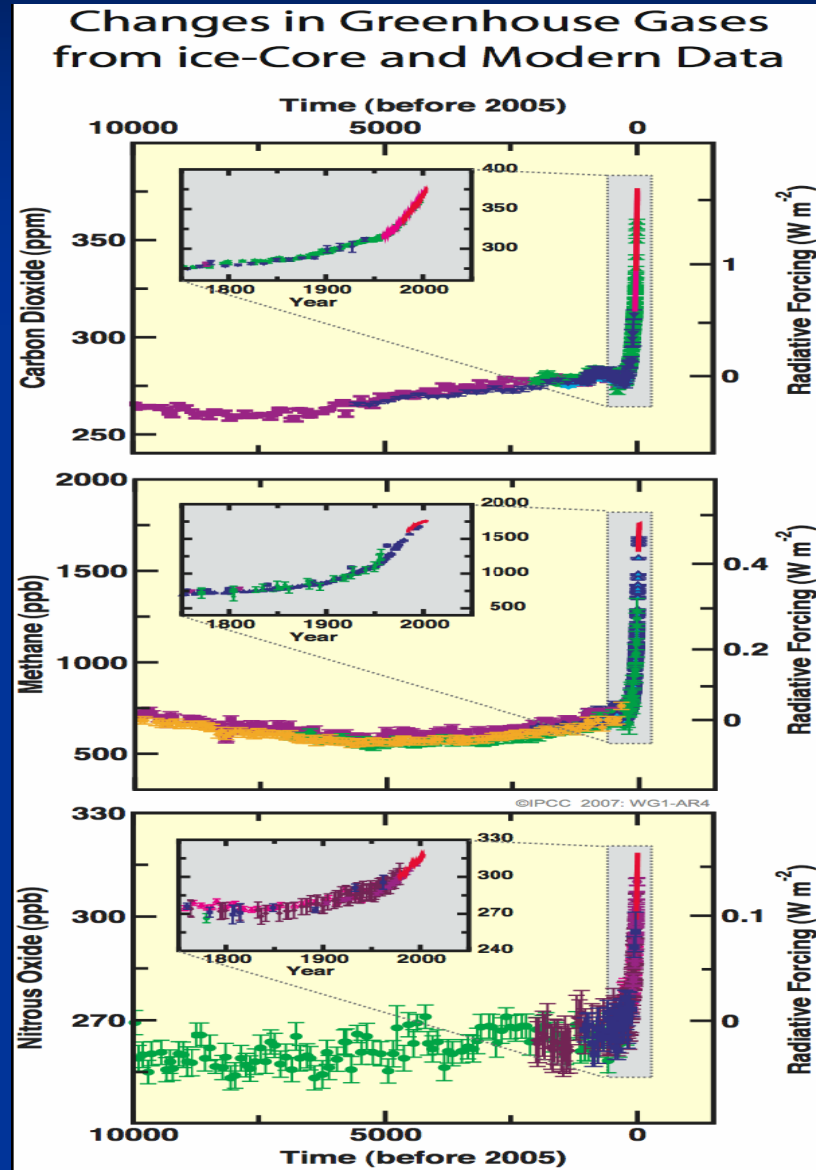 Changes in Greenhouse Gases
from ice-Core and Modern Data
Time (before 2005)
10000 5000 0
Carbon Dioxide (ppm)
350
300
250
400
350
300
1800 1900 2000
Year
1
0
Radiative Forcing (W m-2)
Methane (ppb)
2000
1500
1000
500
2000
1500
1000
500
1800 1900 2000
Year
0.4
0.2
0
Radiative Forcing (W m-2)
©IPCC 2007: WG1-AR4
Nitrous Oxide (ppb)
330
300
270
330
300
270
240
1800 1900 2000
Year
0.1
0
Radiative Forcing (W m-2)
10000 5000 0
Time (before 2005)